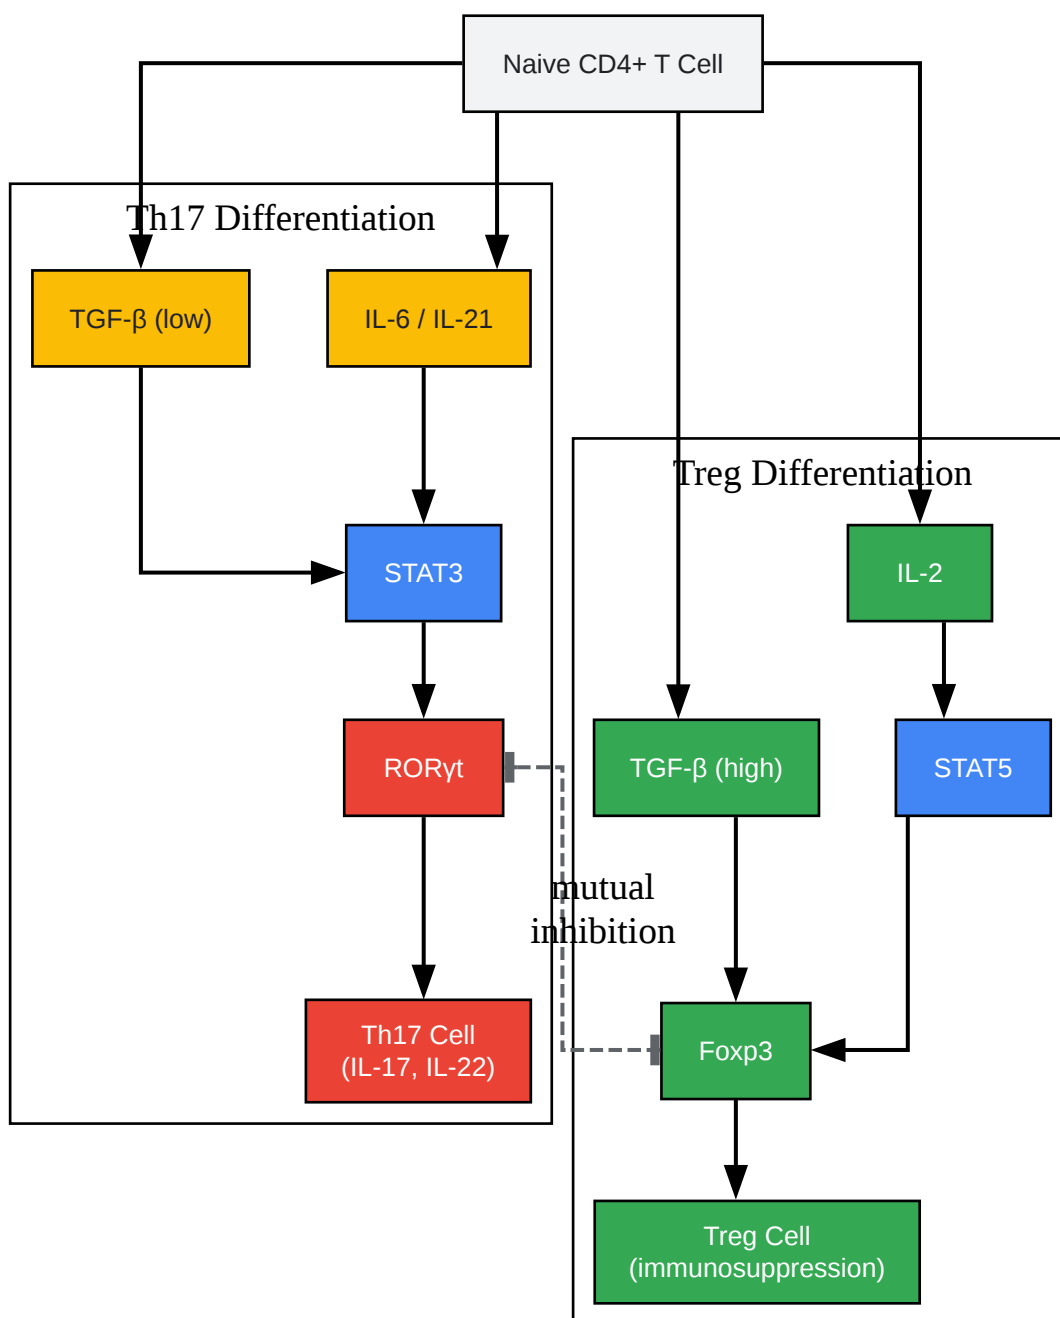 Naive CD4+ T Cell
Th17 Differentiation
TGF-β (low)
IL-6 / IL-21
Treg Differentiation
STAT3
IL-2
RORγt
TGF-β (high)
STAT5
mutual
inhibition
Th17 Cell
(IL-17, IL-22)
Foxp3
Treg Cell
(immunosuppression)